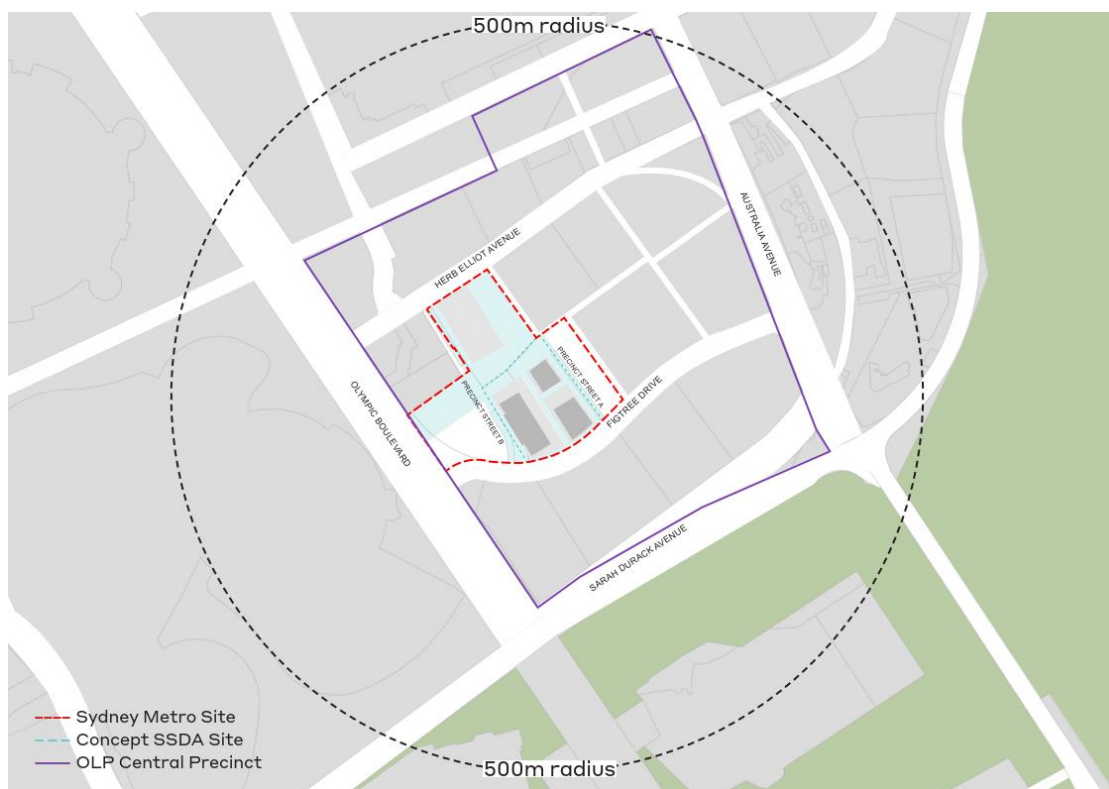 500m radius
HERB ELLIOT AVENUE
AUSTRALIA AVENUE
PRECINCT STREET A
PRECINCT STREET B
OLYMPIC BOULEVARD
FIGTREE DRIVE
SARAH DURACK AVENUE
Sydney Metro Site
Concept SSDA Site
OLP Central Precinct
500m radius